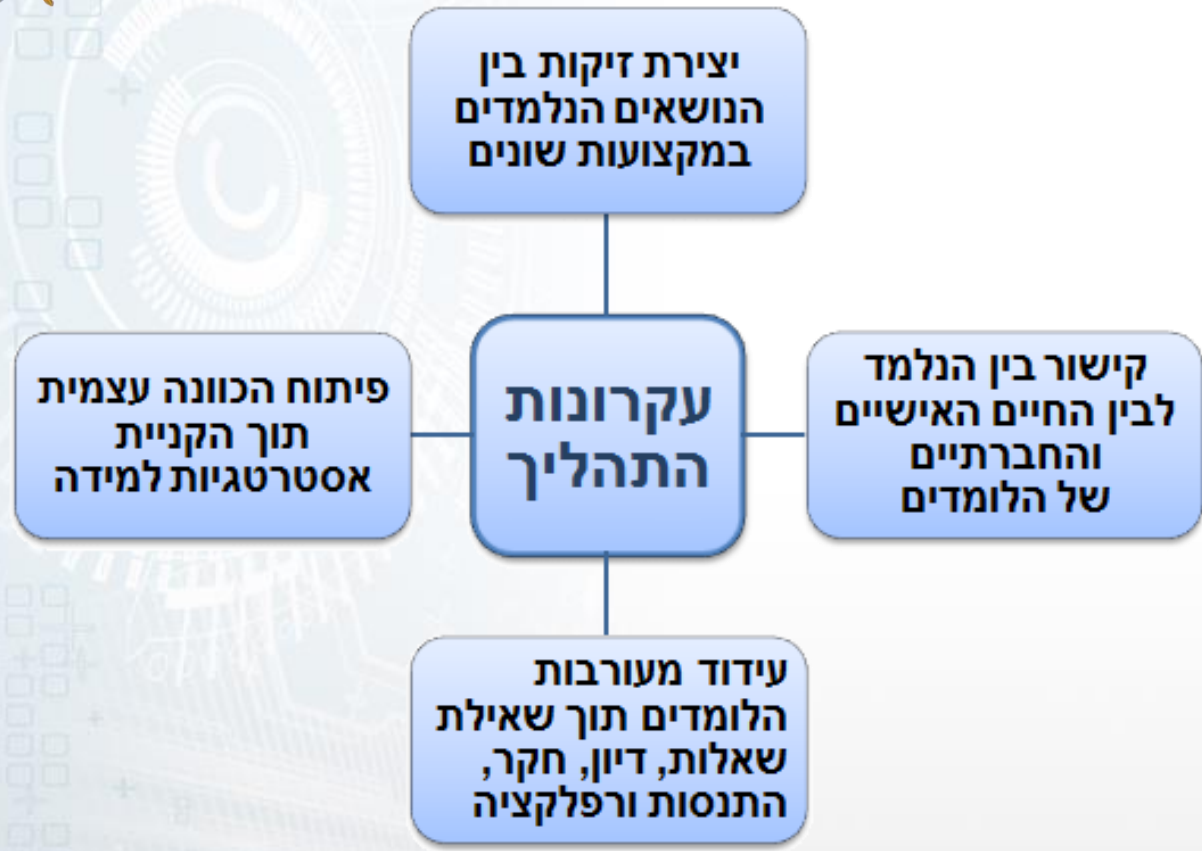 יצירת זיקות בין
הנושאים הנלמדים
במקצועות שונים
קישור בין הנלמד
לבין החיים האישיים
והחברתיים
של הלומדים
עקרונות
התהליך
פיתוח הכוונה עצמית
תוך הקניית
אסטרטגיות למידה
עידוד מעורבות
הלומדים תוך שאילת
שאלות, דיון, חקר,
התנסות ורפלקציה